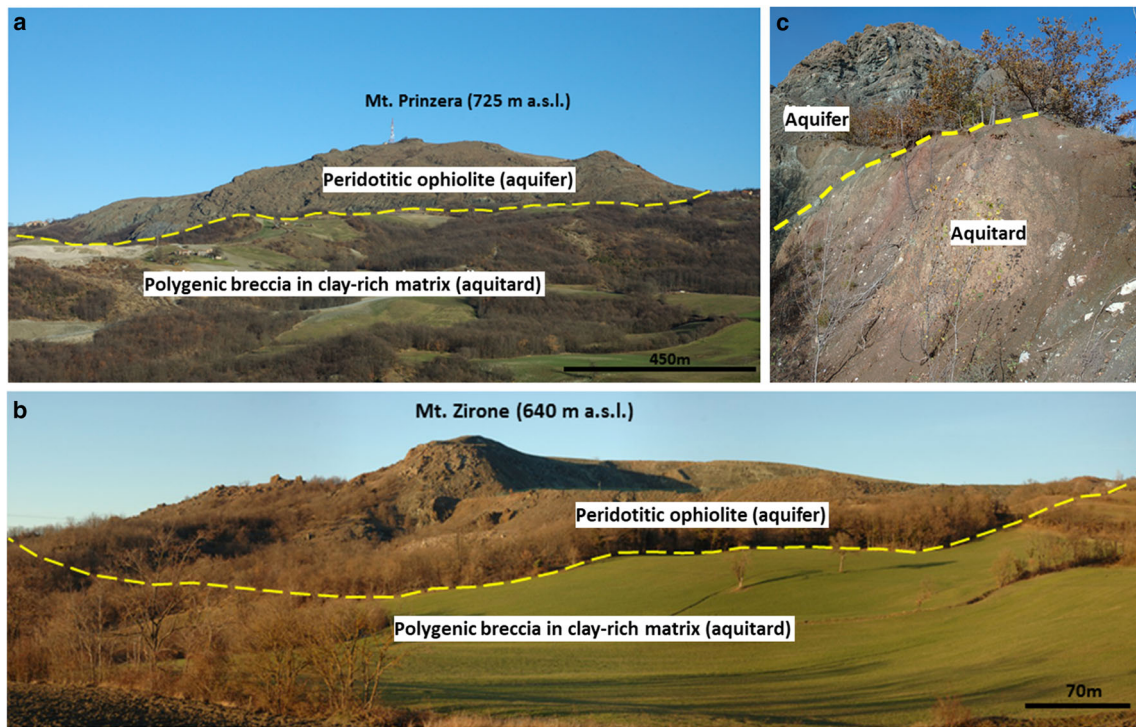 a
Mt. Prinzera (725 m a.s.l.)
Peridotitic ophiolite (aquifer)
Polygenic breccia in clay-rich matrix (aquitard)
450m
c
Aquifer
Aquitard
b
Mt. Zirone (640 m a.s.l.)
Peridotitic ophiolite (aquifer)
Polygenic breccia in clay-rich matrix (aquitard)
70m